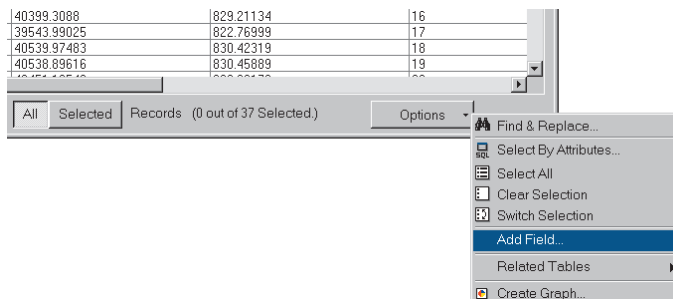 40399.3088 829.21134 16
39543.99025 822.76999 17
40539.97483 830.42319 18
40538.89616 830.45889 19
All Selected Records (0 out of 37 Selected.) Options
Find & Replace...
SQL Select By Attributes...
Select All
Clear Selection
Switch Selection
Add Field...
Related Tables
Create Graph...